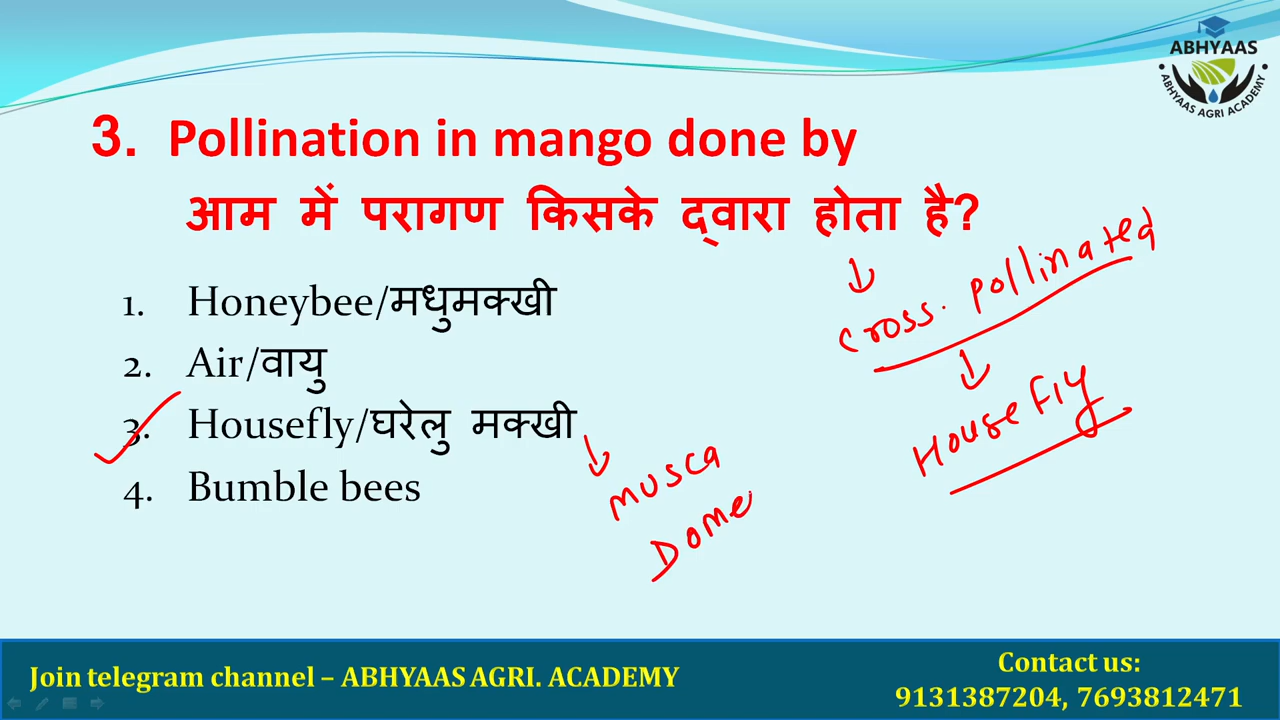 ABHYAAS
ABHYAAS AGRI ACADEMY
3. Pollination in mango done by
आम में परागण किसके द्वारा होता है?
1. Honeybee/मधुमक्खी
2. Air/वायु
3. Housefly/घरेलु मक्खी
4. Bumble bees
cross. pollinated
House Fly
musca
Dome
Join telegram channel – ABHYAAS AGRI. ACADEMY
Contact us:
9131387204, 7693812471